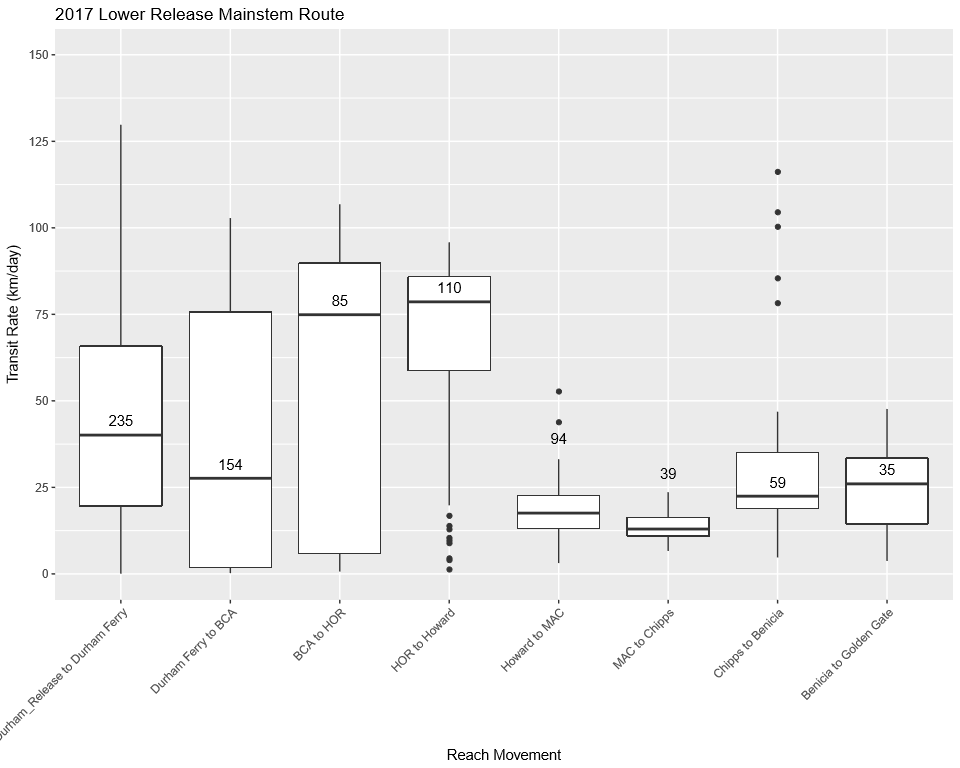 2017 Lower Release Mainstem Route
Transit Rate (km/day)
150
125
100
75
50
25
0
235
154
85
110
94
39
59
35
Durham_Release to Durham Ferry
Durham Ferry to BCA
BCA to HOR
HOR to Howard
Howard to MAC
MAC to Chipps
Chipps to Benicia
Benicia to Golden Gate
Reach Movement